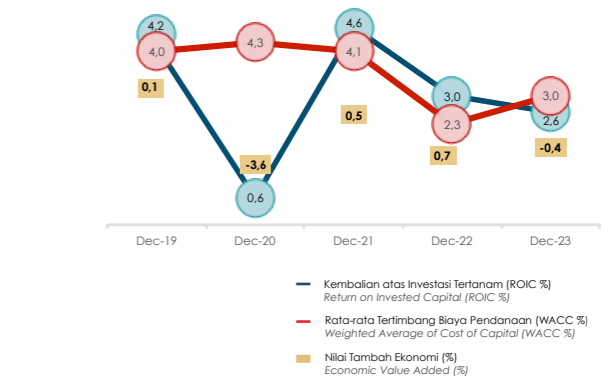 4,2
4,0
0,1
4,3
-3,6
0,6
4,6
4,1
0,5
3,0
2,3
0,7
3,0
2,6
-0,4
Dec-19 Dec-20 Dec-21 Dec-22 Dec-23
Kembalian atas Investasi Tertanam (ROIC %)
Return on Invested Capital (ROIC %)
Rata-rata Tertimbang Biaya Pendanaan (WACC %)
Weighted Average of Cost of Capital (WACC %)
Nilai Tambah Ekonomi (%)
Economic Value Added (%)